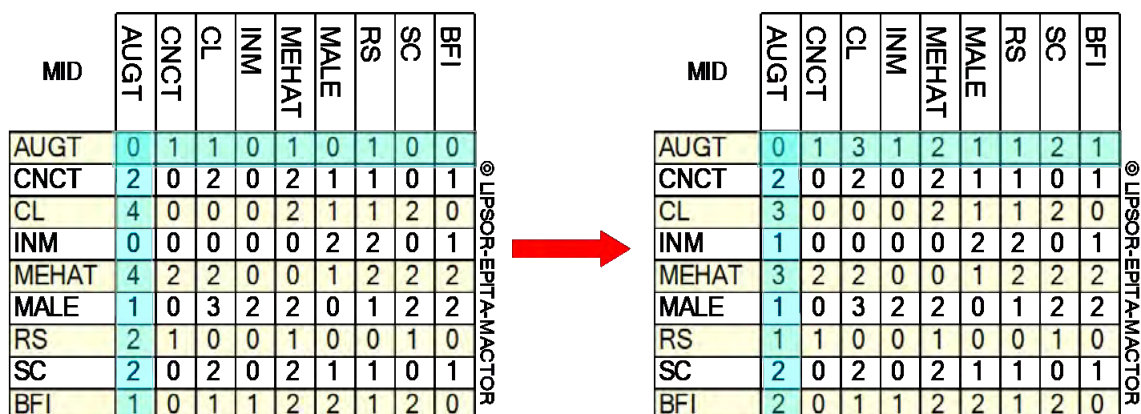 MID AUGT CNCT CL INM MEHAT MALE RS SC BFI
AUGT 0 1 1 0 1 0 1 0 0
CNCT 2 0 2 0 2 1 1 0 1
CL 4 0 0 0 2 1 1 2 0
INM 0 0 0 0 0 2 2 0 1
MEHAT 4 2 2 0 0 1 2 2 2
MALE 1 0 3 2 2 0 1 2 2
RS 2 1 0 0 1 0 0 1 0
SC 2 0 2 0 2 1 1 0 1
BFI 1 0 1 1 2 2 1 2 0
© LIPSOR-EPITA-MACTOR
MID AUGT CNCT CL INM MEHAT MALE RS SC BFI
AUGT 0 1 3 1 2 1 1 2 1
CNCT 2 0 2 0 2 1 1 0 1
CL 3 0 0 0 2 1 1 2 0
INM 1 0 0 0 0 2 2 0 1
MEHAT 3 2 2 0 0 1 2 2 2
MALE 1 0 3 2 2 0 1 2 2
RS 1 1 0 0 1 0 0 1 0
SC 2 0 2 0 2 1 1 0 1
BFI 2 0 1 1 2 2 1 2 0
© LIPSOR-EPITA-MACTOR